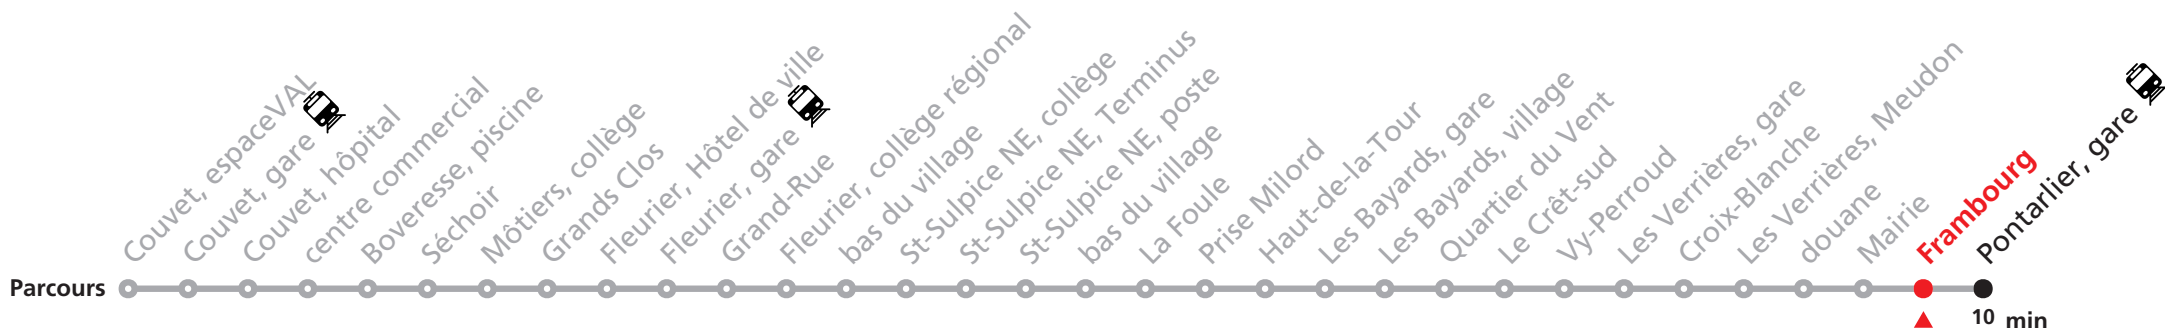 Couvet, espaceVAL
Couvet, gare
Couvet, hôpital
centre commercial
Boveresse, piscine
Séchoir
Môtiers, collège
Grands Clos
Fleurier, Hôtel de ville
Fleurier, gare
Grand-Rue
Fleurier, collège régional
bas du village
St-Sulpice NE, collège
St-Sulpice NE, Terminus
St-Sulpice NE, poste
bas du village
La Foule
Prise Milord
Haut-de-la-Tour
Les Bayards, gare
Les Bayards, village
Quartier du Vent
Le Crêt-sud
Vy-Perroud
Les Verrières, gare
Croix-Blanche
Les Verrières, Meudon
douane
Mairie
Frambourg
Pontarlier, gare
Parcours
10 min